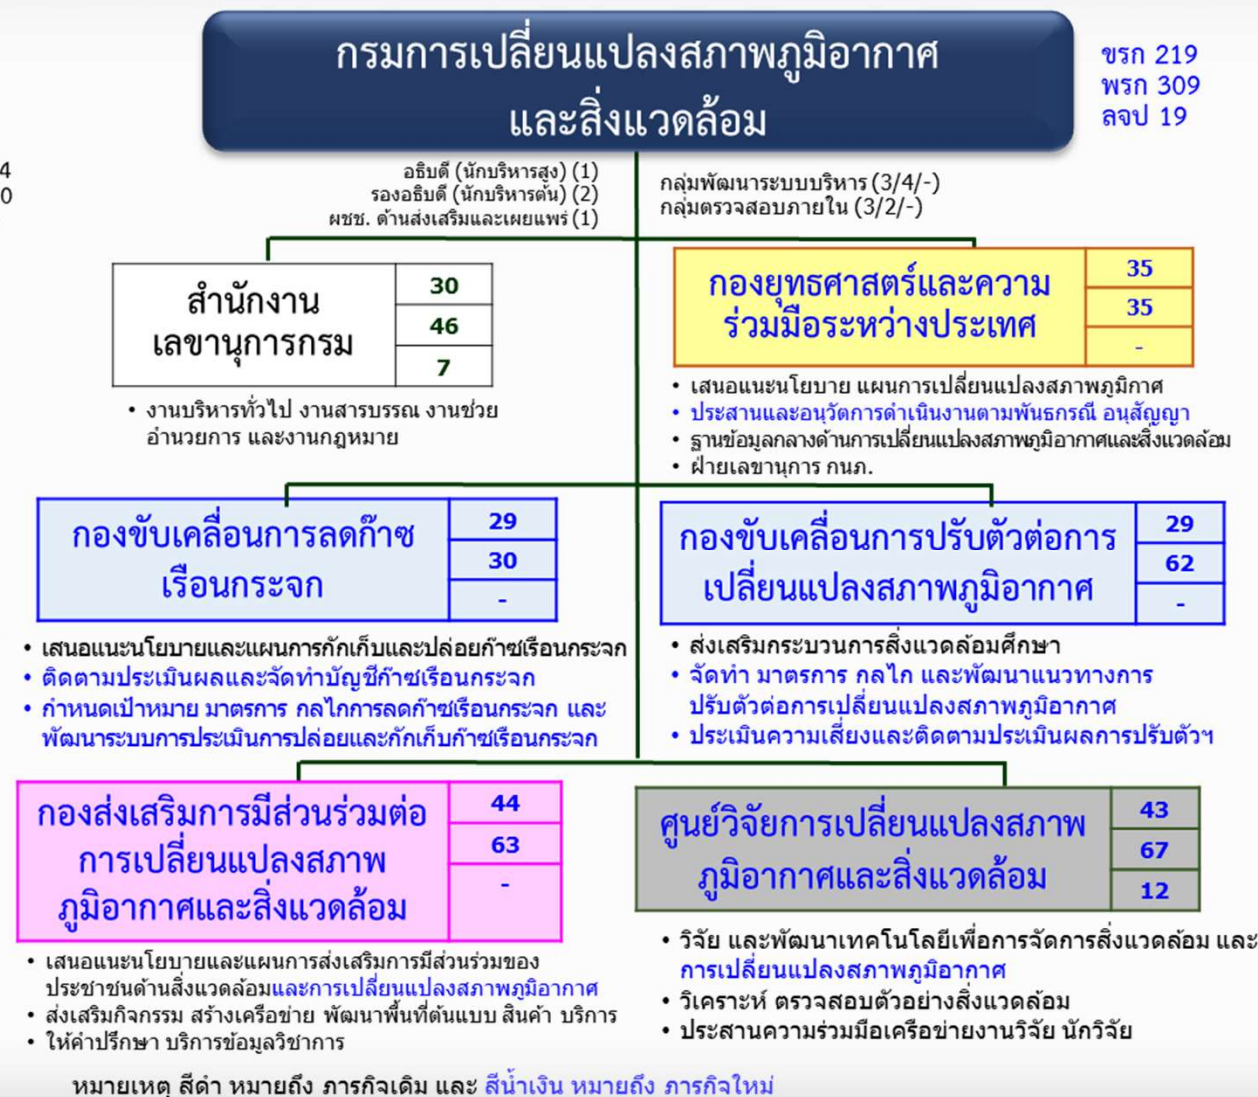 กรมการเปลี่ยนแปลงสภาพภูมิอากาศ
และสิ่งแวดล้อม
ขรก 219
พรก 309
ลจป 19
4
0
อธิบดี (นักบริหารสูง) (1)
รองอธิบดี (นักบริหารต้น) (2)
ผชช. ด้านส่งเสริมและเผยแพร่ (1)
กลุ่มพัฒนาระบบบริหาร (3/4/-)
กลุ่มตรวจสอบภายใน (3/2/-)
สำนักงาน
เลขานุการกรม
30
46
7
• งานบริหารทั่วไป งานสารบรรณ งานช่วย
อำนวยการ และงานกฎหมาย
กองยุทธศาสตร์และความ
ร่วมมือระหว่างประเทศ
35
35
-
• เสนอแนะนโยบาย แผนการเปลี่ยนแปลงสภาพภูมิกาศ
• ประสานและอนุวัตการดำเนินงานตามพันธกรณี อนุสัญญา
• ฐานข้อมูลกลางด้านการเปลี่ยนแปลงสภาพภูมิอากาศและสิ่งแวดล้อม
• ฝ่ายเลขานุการ กนภ.
กองขับเคลื่อนการลดก๊าซ
เรือนกระจก
29
30
-
• เสนอแนะนโยบายและแผนการกักเก็บและปล่อยก๊าซเรือนกระจก
• ติดตามประเมินผลและจัดทำบัญชีก๊าซเรือนกระจก
• กำหนดเป้าหมาย มาตรการ กลไกการลดก๊าซเรือนกระจก และ
พัฒนาระบบการประเมินการปล่อยและกักเก็บก๊าซเรือนกระจก
กองขับเคลื่อนการปรับตัวต่อการ
เปลี่ยนแปลงสภาพภูมิอากาศ
29
62
-
• ส่งเสริมกระบวนการสิ่งแวดล้อมศึกษา
• จัดทำ มาตรการ กลไก และพัฒนาแนวทางการ
ปรับตัวต่อการเปลี่ยนแปลงสภาพภูมิอากาศ
• ประเมินความเสี่ยงและติดตามประเมินผลการปรับตัวฯ
กองส่งเสริมการมีส่วนร่วมต่อ
การเปลี่ยนแปลงสภาพ
ภูมิอากาศและสิ่งแวดล้อม
44
63
-
• เสนอแนะนโยบายและแผนการส่งเสริมการมีส่วนร่วมของ
ประชาชนด้านสิ่งแวดล้อมและการเปลี่ยนแปลงสภาพภูมิอากาศ
• ส่งเสริมกิจกรรม สร้างเครือข่าย พัฒนาพื้นที่ต้นแบบ สินค้า บริการ
• ให้คำปรึกษา บริการข้อมูลวิชาการ
ศูนย์วิจัยการเปลี่ยนแปลงสภาพ
ภูมิอากาศและสิ่งแวดล้อม
43
67
12
• วิจัย และพัฒนาเทคโนโลยีเพื่อการจัดการสิ่งแวดล้อม และ
การเปลี่ยนแปลงสภาพภูมิอากาศ
• วิเคราะห์ ตรวจสอบตัวอย่างสิ่งแวดล้อม
• ประสานความร่วมมือเครือข่ายงานวิจัย นักวิจัย
หมายเหตุ สีดำ หมายถึง ภารกิจเดิม และ สีน้ำเงิน หมายถึง ภารกิจใหม่